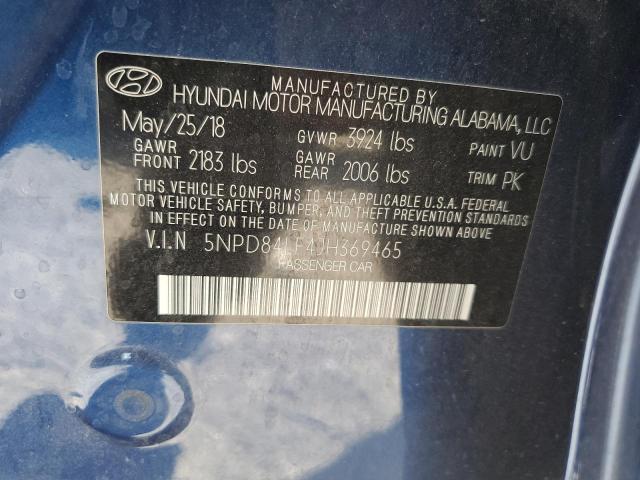 MANUFACTURED BY
HYUNDAI MOTOR MANUFACTURING ALABAMA, LLC
May/25/18 GVWR 3924 lbs PAINT VU
GAWR FRONT 2183 lbs GAWR REAR 2006 lbs TRIM PK
THIS VEHICLE CONFORMS TO ALL APPLICABLE U.S.A. FEDERAL
MOTOR VEHICLE SAFETY, BUMPER, AND THEFT PREVENTION STANDARDS
IN EFFECT ON THE DATE OF MANUFACTURE SHOWN ABOVE.
V.I.N 5NPD84LF4JH369465
PASSENGER CAR